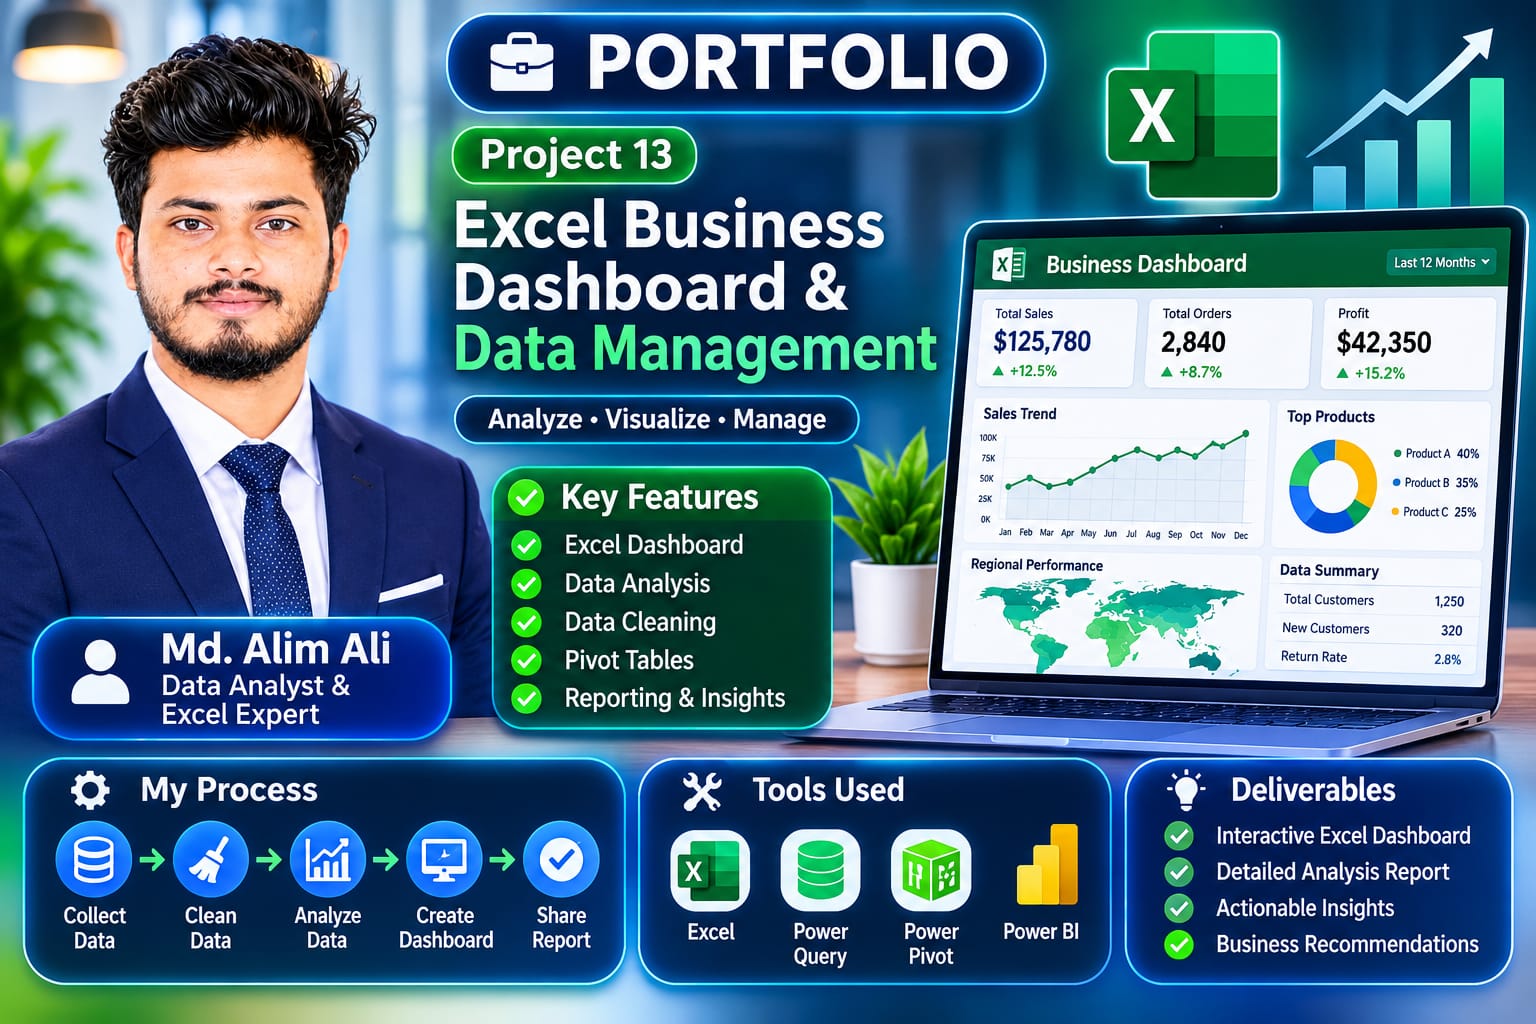 PORTFOLIO
Project 13
Excel Business
Dashboard &
Data Management
Analyze • Visualize • Manage
Key Features
Excel Dashboard
Data Analysis
Data Cleaning
Pivot Tables
Reporting & Insights
Md. Alim Ali
Data Analyst &
Excel Expert
X
X
Business Dashboard
Last 12 Months
Total Sales
$125,780
+12.5%
Total Orders
2,840
+8.7%
Profit
$42,350
+15.2%
Sales Trend
100K
75K
50K
25K
0K
Jan Feb Mar Apr May Jun Jul Aug Sep Oct Nov Dec
Top Products
Product A 40%
Product B 35%
Product C 25%
Regional Performance
Data Summary
Total Customers 1,250
New Customers 320
Return Rate 2.8%
My Process
Collect
Data
Clean
Data
Analyze
Data
Create
Dashboard
Share
Report
Tools Used
X
Excel
Power
Query
Power
Pivot
Power BI
Deliverables
Interactive Excel Dashboard
Detailed Analysis Report
Actionable Insights
Business Recommendations